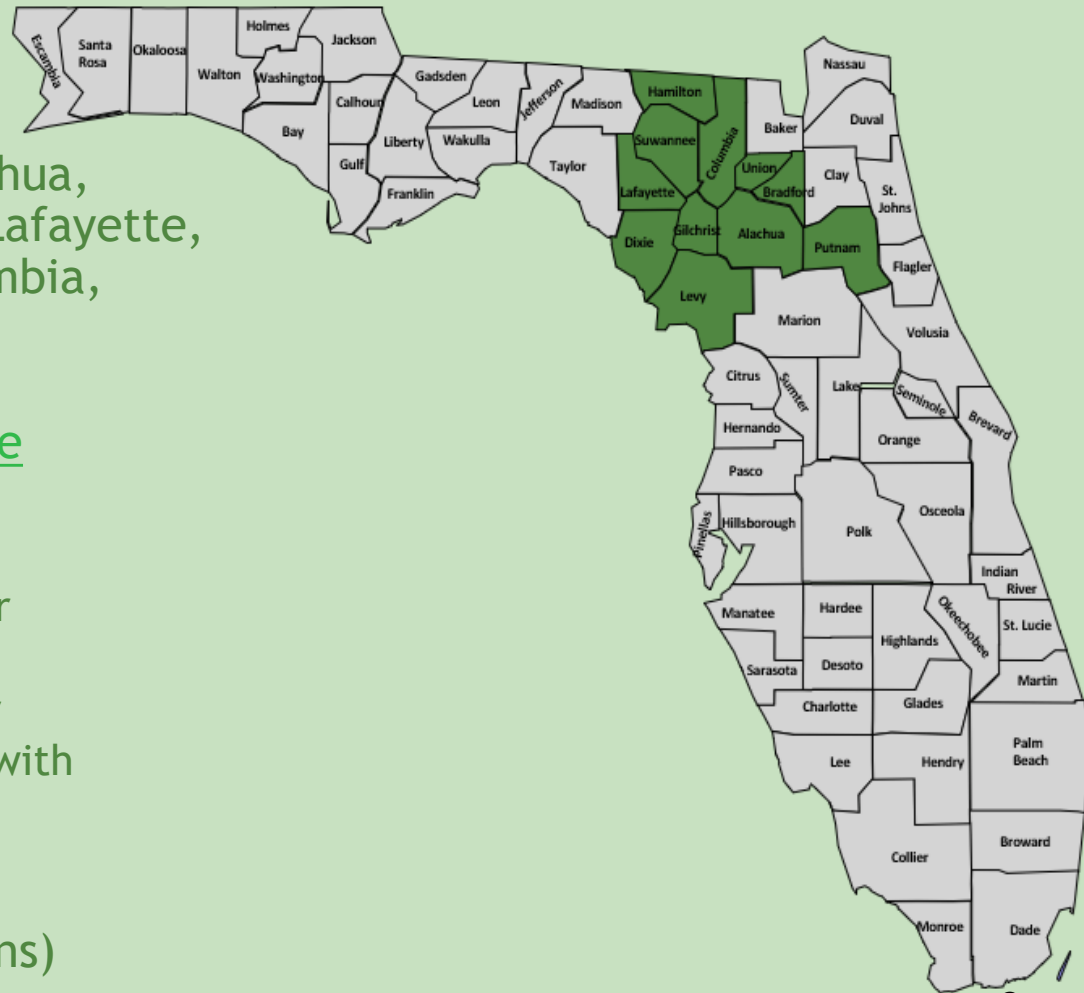 hua,
Lafayette,
mbia,
e
r
with
ns)
Escambia
Santa
Rosa
Okaloosa
Walton
Holmes
Washington
Jackson
Bay
Calhoun
Gulf
Liberty
Gadsden
Leon
Wakulla
Franklin
Jefferson
Madison
Taylor
Hamilton
Suwannee
Columbia
Lafayette
Dixie
Gilchrist
Levy
Alachua
Union
Bradford
Putnam
Baker
Nassau
Duval
Clay
St.
Johns
Flagler
Marion
Volusia
Citrus
Sumter
Lake
Seminole
Brevard
Hernando
Orange
Pasco
Osceola
Pinellas
Hillsborough
Polk
Indian
River
Manatee
Hardee
Highlands
Okeechobee
St. Lucie
Sarasota
Desoto
Martin
Charlotte
Glades
Lee
Hendry
Palm
Beach
Collier
Broward
Monroe
Dade